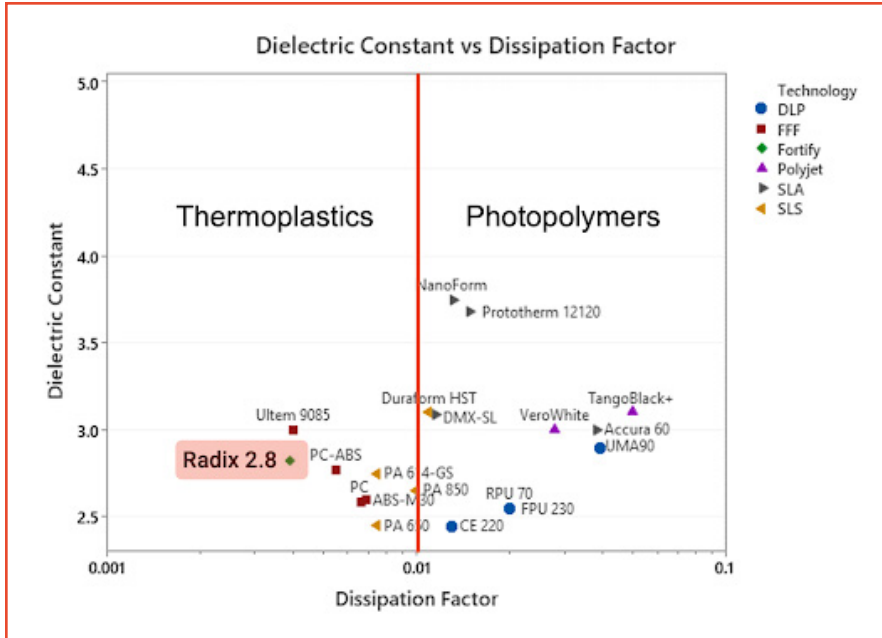 Dielectric Constant vs Dissipation Factor
5.0
4.5
4.0
3.5
3.0
2.5
Dielectric Constant
Thermoplastics
Photopolymers
NanoForm
Prototherm 12120
Duraform HST
DMX-SL
TangoBlack+
VeroWhite
Accura 60
UMA90
Ultem 9085
Radix 2.8
PC-ABS
PA 614-GS
PC
ABS-M30
PA 850
RPU 70
FPU 230
PA 650
CE 220
0.001
0.01
0.1
Dissipation Factor
Technology
DLP
FFF
Fortify
Polyjet
SLA
SLS